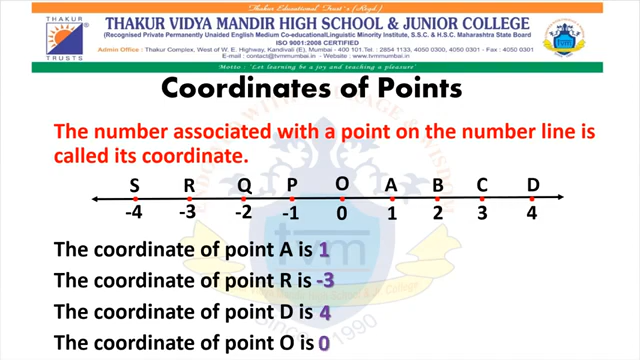 Thakur Educational Trust's (Regd.)
THAKUR VIDYA MANDIR HIGH SCHOOL & JUNIOR COLLEGE
(Recognised Private Permanently Unaided English Medium Co-educational Linguistic Minority Institute, S.S.C. & H.S.C. Maharashtra State Board
ISO 9001:2008 CERTIFIED
Admin Office : Thakur Complex, West of W. E. Highway, Kandivali (E), Mumbai - 400 101. Tel.: 2854 1133, 4050 0300, 4050 0301 - Fax : 4050 0301
E-mail : contact@tvmmumbai.in - Website : www.tvmmumbai.in
Motto : Let learning be a joy and teaching a pleasure
THAKUR
TRUSTS
Coordinates of Points
The number associated with a point on the number line is
called its coordinate.
S R Q P O A B C D
-4 -3 -2 -1 0 1 2 3 4
The coordinate of point A is 1
The coordinate of point R is -3
The coordinate of point D is 4
The coordinate of point O is 0
tvm
1990